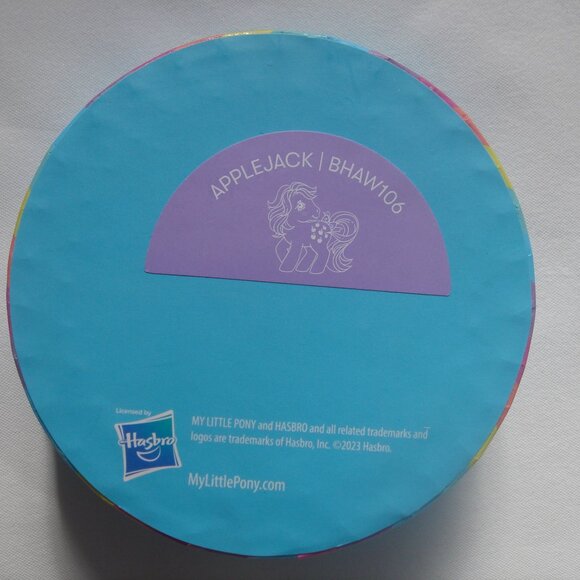 APPLEJACK | BHAW106
Licensed by
Hasbro
MY LITTLE PONY and HASBRO and all related trademarks and
logos are trademarks of Hasbro, Inc. ©2023 Hasbro.
MyLittlePony.com